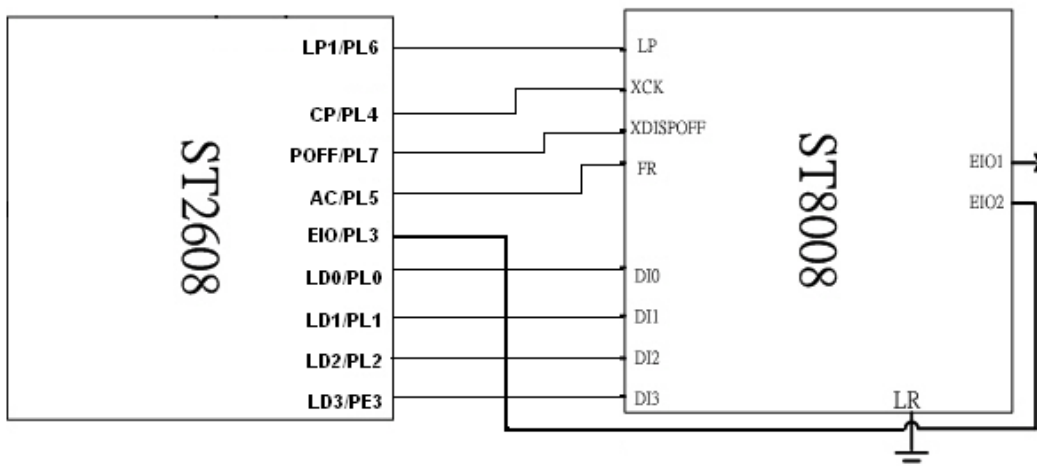 ST2608
LP1/PL6
CP/PL4
POFF/PL7
AC/PL5
EIO/PL3
LD0/PL0
LD1/PL1
LD2/PL2
LD3/PE3
LP
XCK
XDISPOFF
FR
DI0
DI1
DI2
DI3
ST8008
EIO1
EIO2
LR